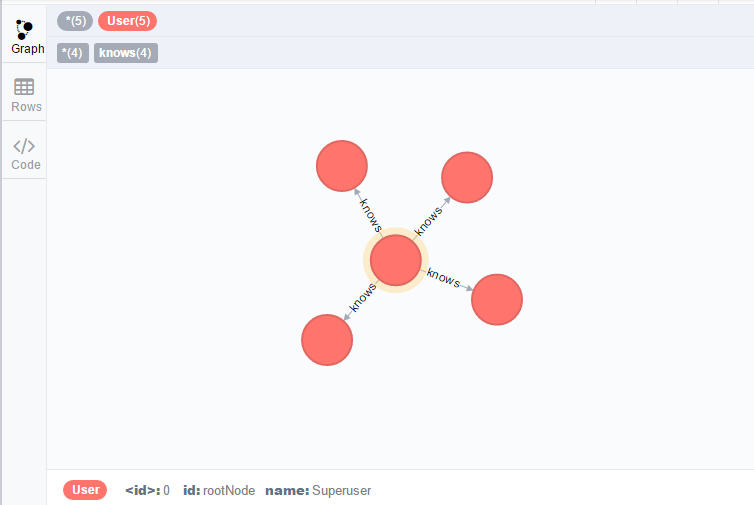 *(5) User(5)
Graph
*(4) knows(4)
Rows
Code
knows
knows
knows
knows
User <id>: 0 id: rootNode name: Superuser